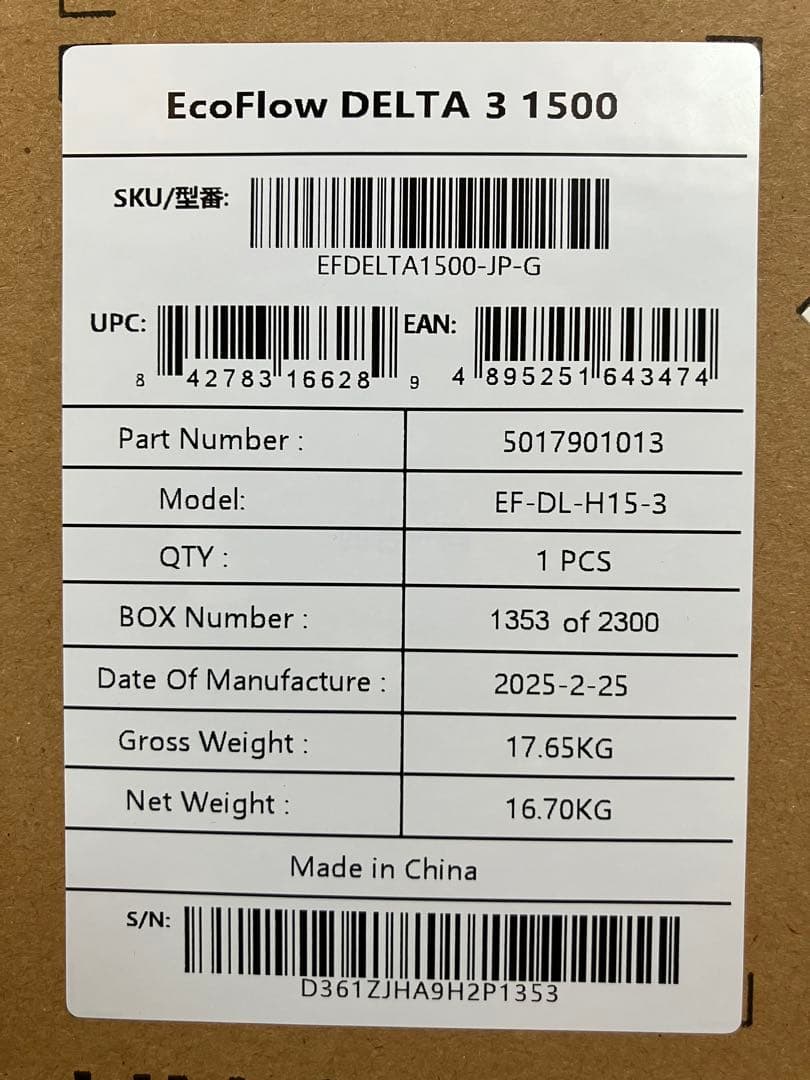 EcoFlow DELTA 3 1500
SKU/型番:
EFDELTA1500-JP-G
UPC: EAN:
8 42783 16628 9 4 895251 643474
Part Number : 5017901013
Model: EF-DL-H15-3
QTY : 1 PCS
BOX Number : 1353 of 2300
Date Of Manufacture : 2025-2-25
Gross Weight : 17.65KG
Net Weight : 16.70KG
Made in China
S/N:
D361ZJHA9H2P1353